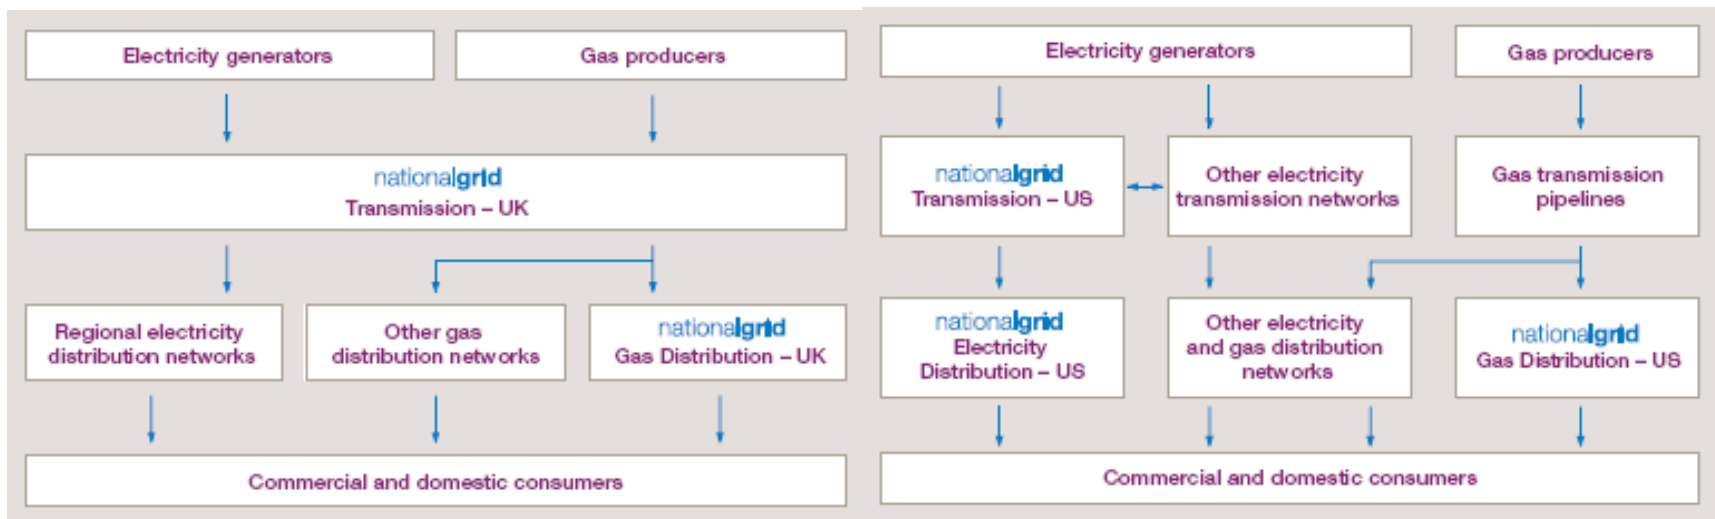 Electricity generators
Gas producers
nationalgrid
Transmission – UK
Regional electricity
distribution networks
Other gas
distribution networks
nationalgrid
Gas Distribution – UK
Commercial and domestic consumers
Electricity generators
Gas producers
nationalgrid
Transmission – US
Other electricity
transmission networks
Gas transmission
pipelines
nationalgrid
Electricity
Distribution – US
Other electricity
and gas distribution
networks
nationalgrid
Gas Distribution – US
Commercial and domestic consumers